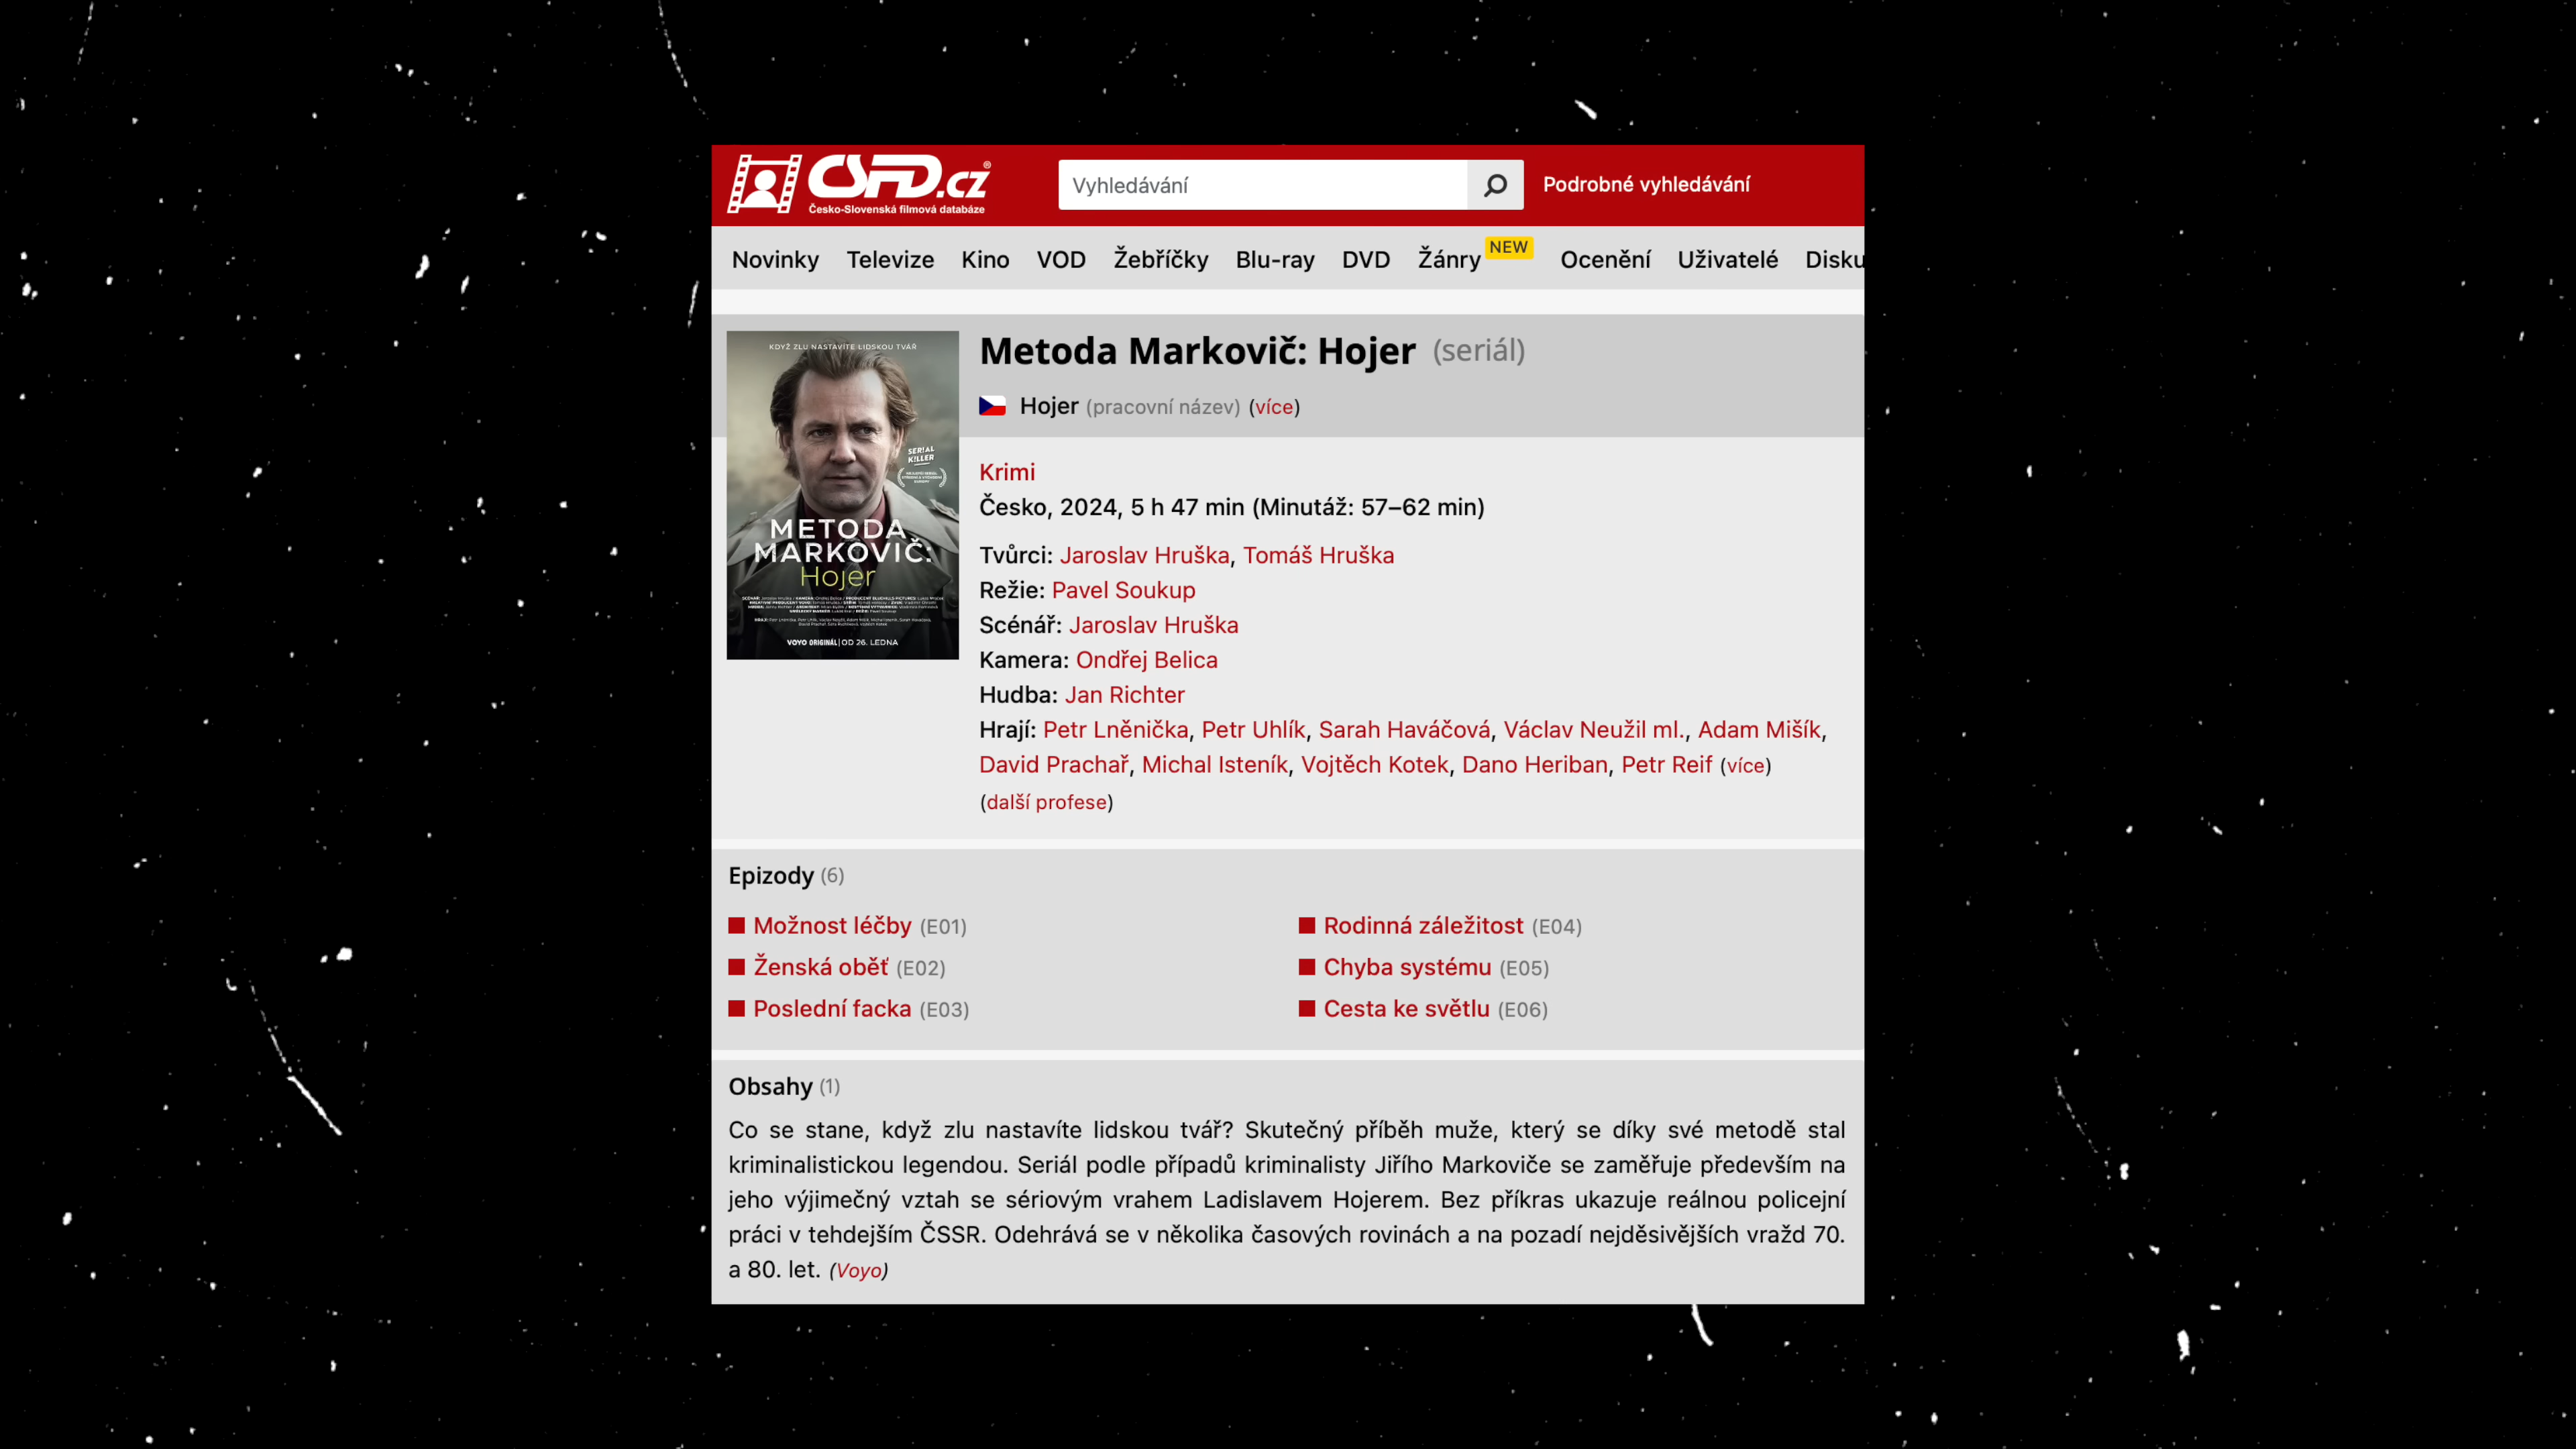 ČSFD.cz®
Česko-Slovenská filmová databáze
Vyhledávání
Podrobné vyhledávání
Novinky Televize Kino VOD Žebříčky Blu-ray DVD Žánry NEW Ocenění Uživatelé Disku
KDYŽ ZLU NASTAVÍTE LIDSKOU TVÁŘ
SERIAL
KILLER
METODA
MARKOVIČ:
Hojer
VOYO ORIGINÁL | OD 26. LEDNA
Metoda Markovič: Hojer (seriál)
Hojer (pracovní název) (více)
Krimi
Česko, 2024, 5 h 47 min (Minutáž: 57–62 min)
Tvůrci: Jaroslav Hruška, Tomáš Hruška
Režie: Pavel Soukup
Scénář: Jaroslav Hruška
Kamera: Ondřej Belica
Hudba: Jan Richter
Hrají: Petr Lněnička, Petr Uhlík, Sarah Haváčová, Václav Neužil ml., Adam Mišík,
David Prachař, Michal Isteník, Vojtěch Kotek, Dano Heriban, Petr Reif (více)
(další profese)
Epizody (6)
Možnost léčby (E01)
Ženská oběť (E02)
Poslední facka (E03)
Rodinná záležitost (E04)
Chyba systému (E05)
Cesta ke světlu (E06)
Obsahy (1)
Co se stane, když zlu nastavíte lidskou tvář? Skutečný příběh muže, který se díky své metodě stal
kriminalistickou legendou. Seriál podle případů kriminalisty Jiřího Markoviče se zaměřuje především na
jeho výjimečný vztah se sériovým vrahem Ladislavem Hojerem. Bez příkras ukazuje reálnou policejní
práci v tehdejším ČSSR. Odehrává se v několika časových rovinách a na pozadí nejděsivějších vražd 70.
a 80. let. (Voyo)